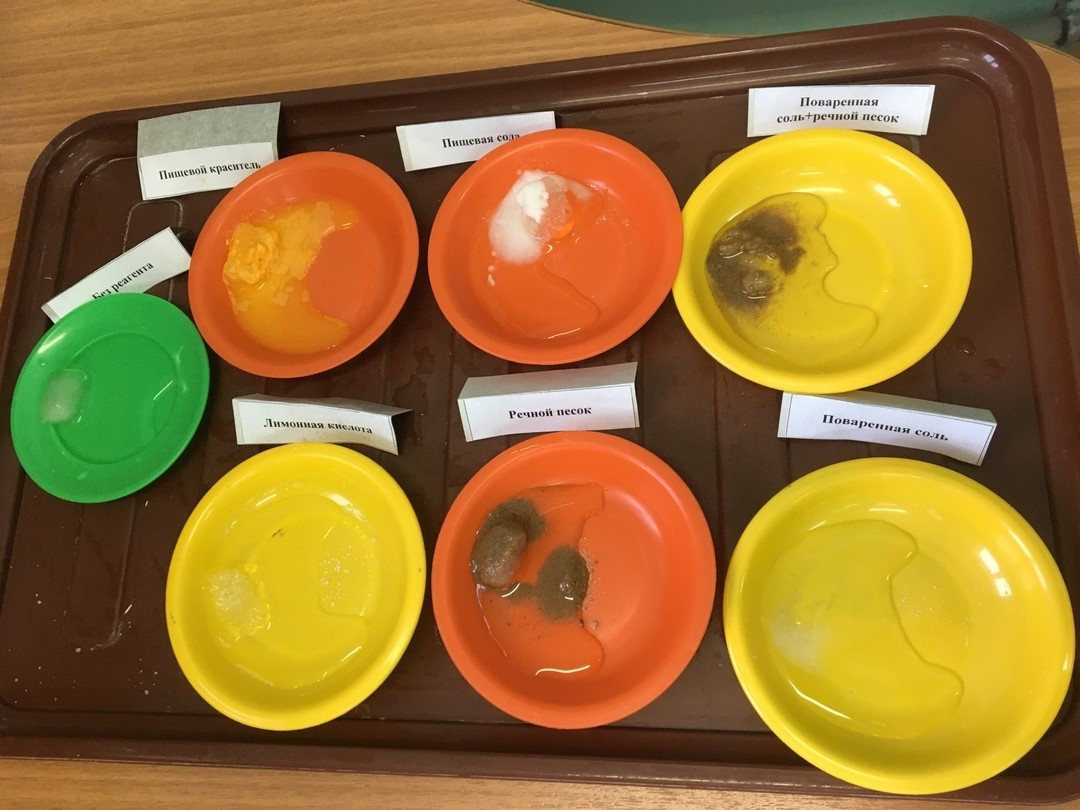 Пищевой краситель
Пищевая сода
Поваренная
соль+речной песок
Без реагента
Лимонная кислота
Речной песок
Поваренная соль